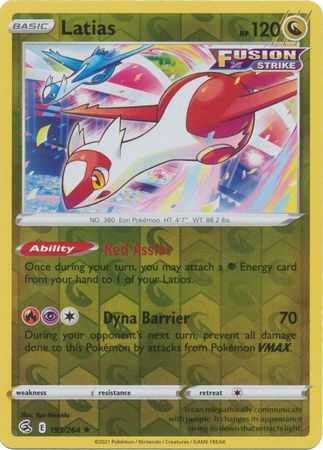 BASIC
Latias
HP 120
FUSION
STRIKE
NO. 380 Eon Pokémon HT: 4'7" WT: 88.2 lbs.
Ability Red Assist
Once during your turn, you may attach a Energy card
from your hand to 1 of your Latias.
Dyna Barrier 70
During your opponent's next turn, prevent all damage
done to this Pokémon by attacks from Pokémon VMAX.
weakness resistance retreat
Illus. Yuu Nishida
E 193/264 ★
It can telepathically communicate
with people. It changes its appearance
using its down that refracts light.
©2021 Pokémon / Nintendo / Creatures / GAME FREAK